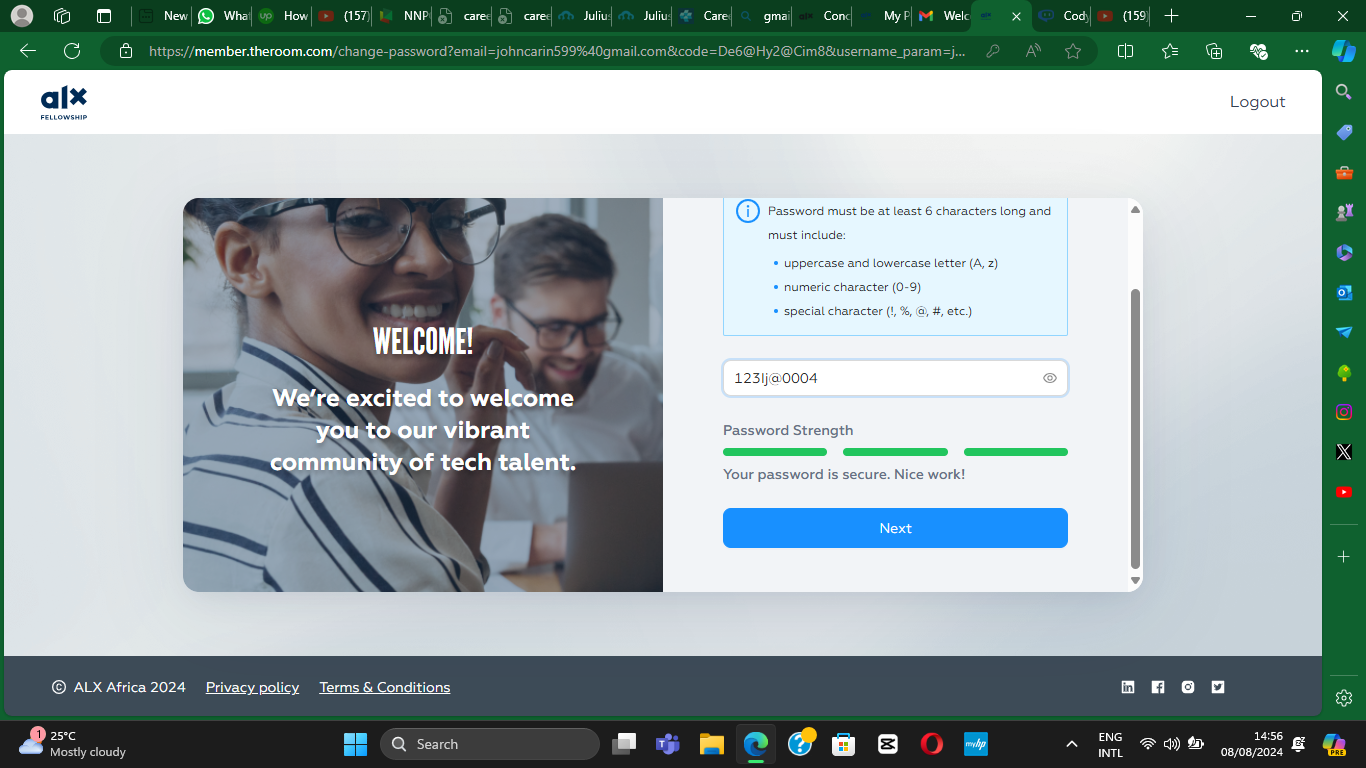 New
What
How
(157)
NNP
caree
caree
Julius
Julius
Caree
gmai
Conc
My P
Welc
Cody
(159)
https://member.theroom.com/change-password?email=johncarin599%40gmail.com&code=De6@Hy2@Cim8&username_param=j...
alx
FELLOWSHIP
Logout
WELCOME!
We're excited to welcome
you to our vibrant
community of tech talent.
Password must be at least 6 characters long and
must include:
• uppercase and lowercase letter (A, z)
• numeric character (0-9)
• special character (!, %, @, #, etc.)
123lj@0004
Password Strength
Your password is secure. Nice work!
Next
© ALX Africa 2024 Privacy policy Terms & Conditions
1
25°C
Mostly cloudy
Search
myhp
ENG
INTL
14:56
08/08/2024
PRE